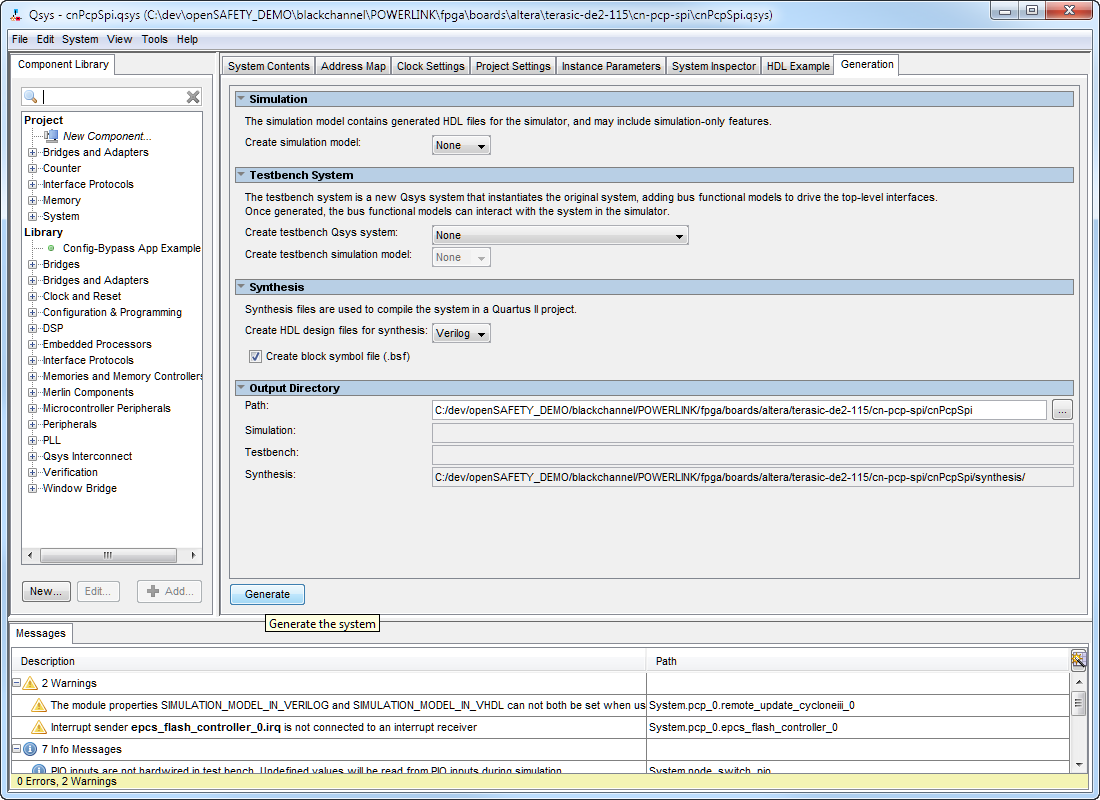 Qsys - cnPcpSpi.qsys (C:\dev\openSAFETY_DEMO\blackchannel\POWERLINK\fpga\boards\altera\terasic-de2-115\cn-pcp-spi\cnPcpSpi.qsys)
File Edit System View Tools Help
Component Library
Project
New Component...
Bridges and Adapters
Counter
Interface Protocols
Memory
System
Library
Config-Bypass App Example
Bridges
Bridges and Adapters
Clock and Reset
Configuration & Programming
DSP
Embedded Processors
Interface Protocols
Memories and Memory Controllers
Merlin Components
Microcontroller Peripherals
Peripherals
PLL
Qsys Interconnect
Verification
Window Bridge
New... Edit... Add...
System Contents Address Map Clock Settings Project Settings Instance Parameters System Inspector HDL Example Generation
Simulation
The simulation model contains generated HDL files for the simulator, and may include simulation-only features.
Create simulation model: None
Testbench System
The testbench system is a new Qsys system that instantiates the original system, adding bus functional models to drive the top-level interfaces.
Once generated, the bus functional models can interact with the system in the simulator.
Create testbench Qsys system: None
Create testbench simulation model: None
Synthesis
Synthesis files are used to compile the system in a Quartus II project.
Create HDL design files for synthesis: Verilog
Create block symbol file (.bsf)
Output Directory
Path: C:/dev/openSAFETY_DEMO/blackchannel/POWERLINK/fpga/boards/altera/terasic-de2-115/cn-pcp-spi/cnPcpSpi ...
Simulation:
Testbench:
Synthesis: C:/dev/openSAFETY_DEMO/blackchannel/POWERLINK/fpga/boards/altera/terasic-de2-115/cn-pcp-spi/cnPcpSpi/synthesis/
Generate
Generate the system
Messages
Description Path
2 Warnings
The module properties SIMULATION_MODEL_IN_VERILOG and SIMULATION_MODEL_IN_VHDL can not both be set when us System.pcp_0.remote_update_cycloneiii_0
Interrupt sender epcs_flash_controller_0.irq is not connected to an interrupt receiver System.pcp_0.epcs_flash_controller_0
7 Info Messages
PIO inputs are not hardwired in test bench. Undefined values will be read from PIO inputs during simulation. System.node_switch_pio
0 Errors, 2 Warnings